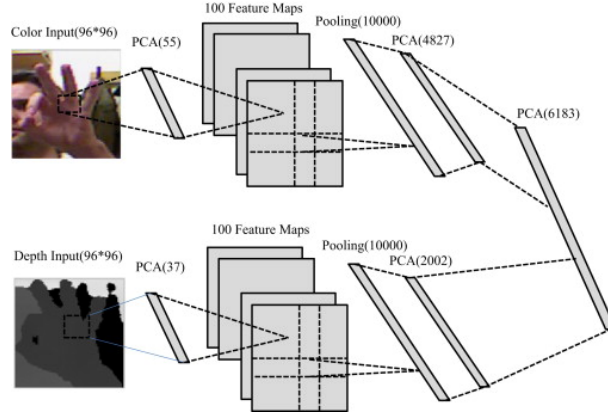 100 Feature Maps
Pooling(10000)
Color Input(96*96)
PCA(55)
PCA(4827)
PCA(6183)
100 Feature Maps
Pooling(10000)
Depth Input(96*96)
PCA(37)
PCA(2002)